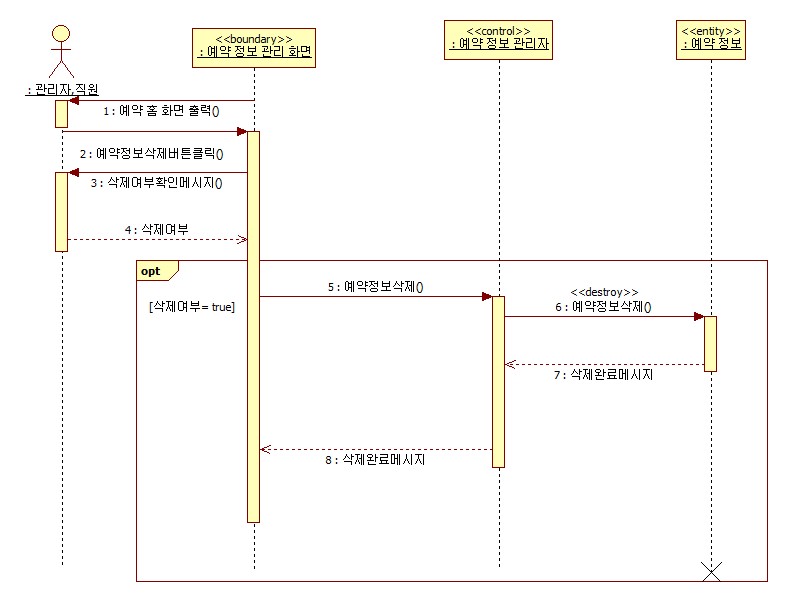 <<boundary>>
: 예약 정보 관리 화면
<<control>>
: 예약 정보 관리자
<<entity>>
: 예약 정보
: 관리자,직원
1 : 예약 홈 화면 출력()
2 : 예약정보삭제버튼클릭()
3 : 삭제여부확인메시지()
4 : 삭제여부
opt
[삭제여부= true]
5 : 예약정보삭제()
<<destroy>>
6 : 예약정보삭제()
7 : 삭제완료메시지
8 : 삭제완료메시지